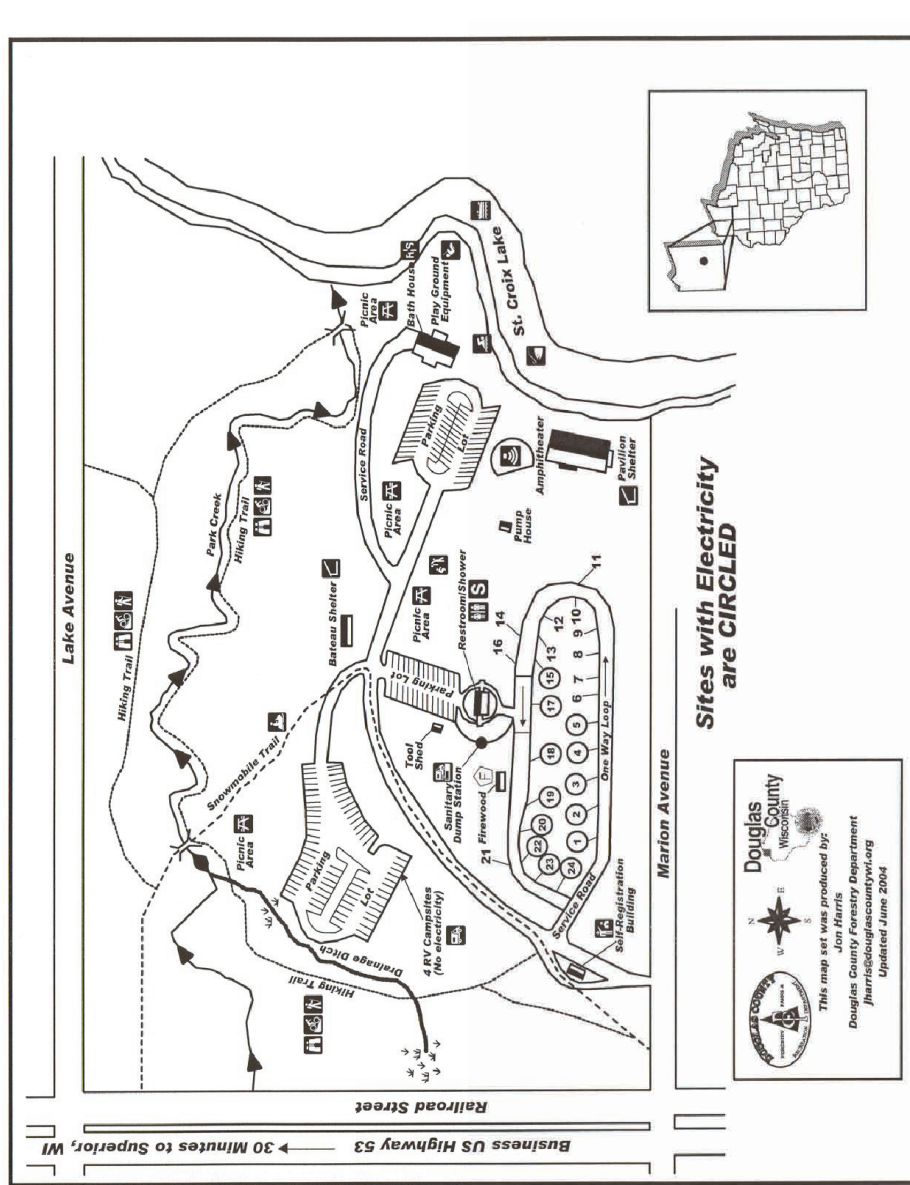 Lake Avenue
Hiking Trail
Park Creek
Hiking Trail
Snowmobile Trail
Picnic
Area
Picnic
Area
Bath House
Play Ground
Equipment
St. Croix Lake
Service Road
Parking
Lot
Picnic
Area
Bateau Shelter
Picnic
Area
Amphitheater
Pavilion
Shelter
Pump
House
Restroom/Shower
S
Parking Lot
Tool
Shed
Sanitary
Dump Station
Firewood
F
Parking
Lot
4 RV Campsites
(No electricity)
Drainage Ditch
Hiking Trail
21
16
14
11
22
20
19
18
17
15
13
12
23
24
1
2
3
4
5
6
7
8
9
10
One Way Loop
Service Road
Self-Registration
Building
Marion Avenue
Railroad Street
Business US Highway 53
30 Minutes to Superior, WI
Sites with Electricity
are CIRCLED
DOUGLAS COUNTY
FORESTRY
Douglas
County
Wisconsin
N
E
S
W
This map set was produced by:
Jon Harris
Douglas County Forestry Department
jharris@douglascountywi.org
Updated June 2004